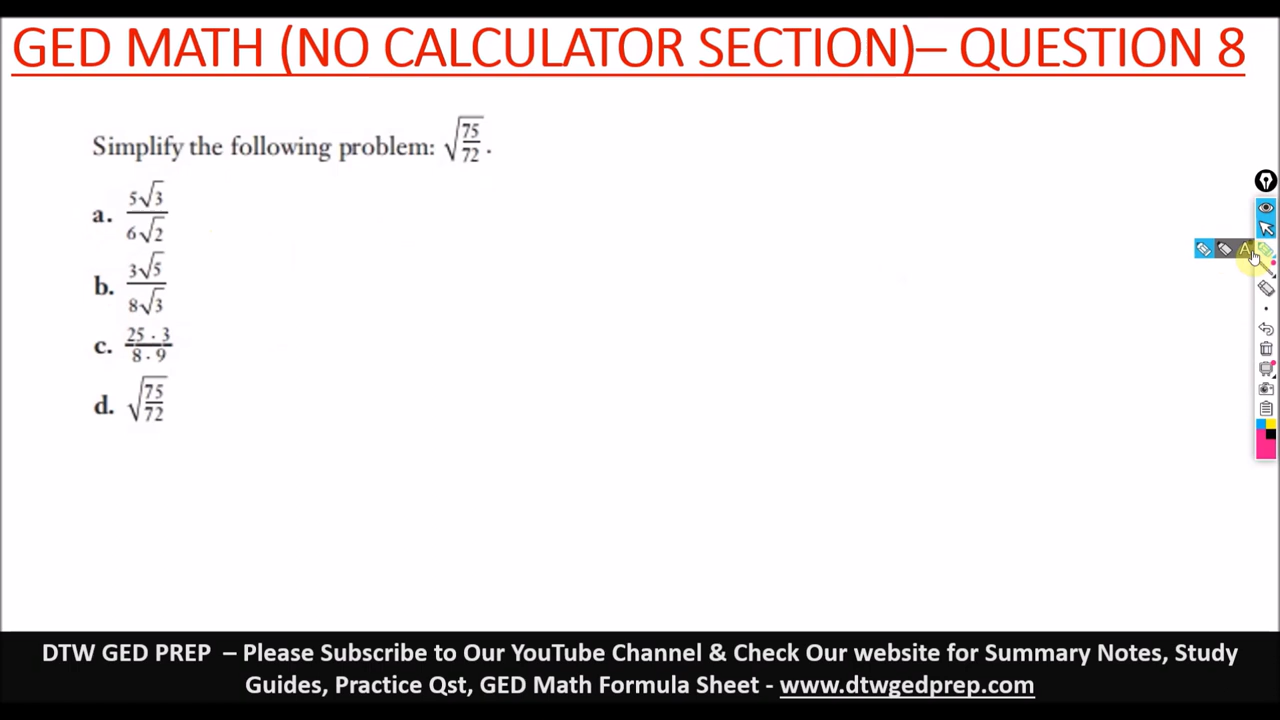 GED MATH (NO CALCULATOR SECTION)– QUESTION 8
Simplify the following problem: √(75/72).
a. 5√3 / 6√2
b. 3√5 / 8√3
c. 25 · 3 / 8 · 9
d. √(75/72)
A
DTW GED PREP – Please Subscribe to Our YouTube Channel & Check Our website for Summary Notes, Study
Guides, Practice Qst, GED Math Formula Sheet - www.dtwgedprep.com